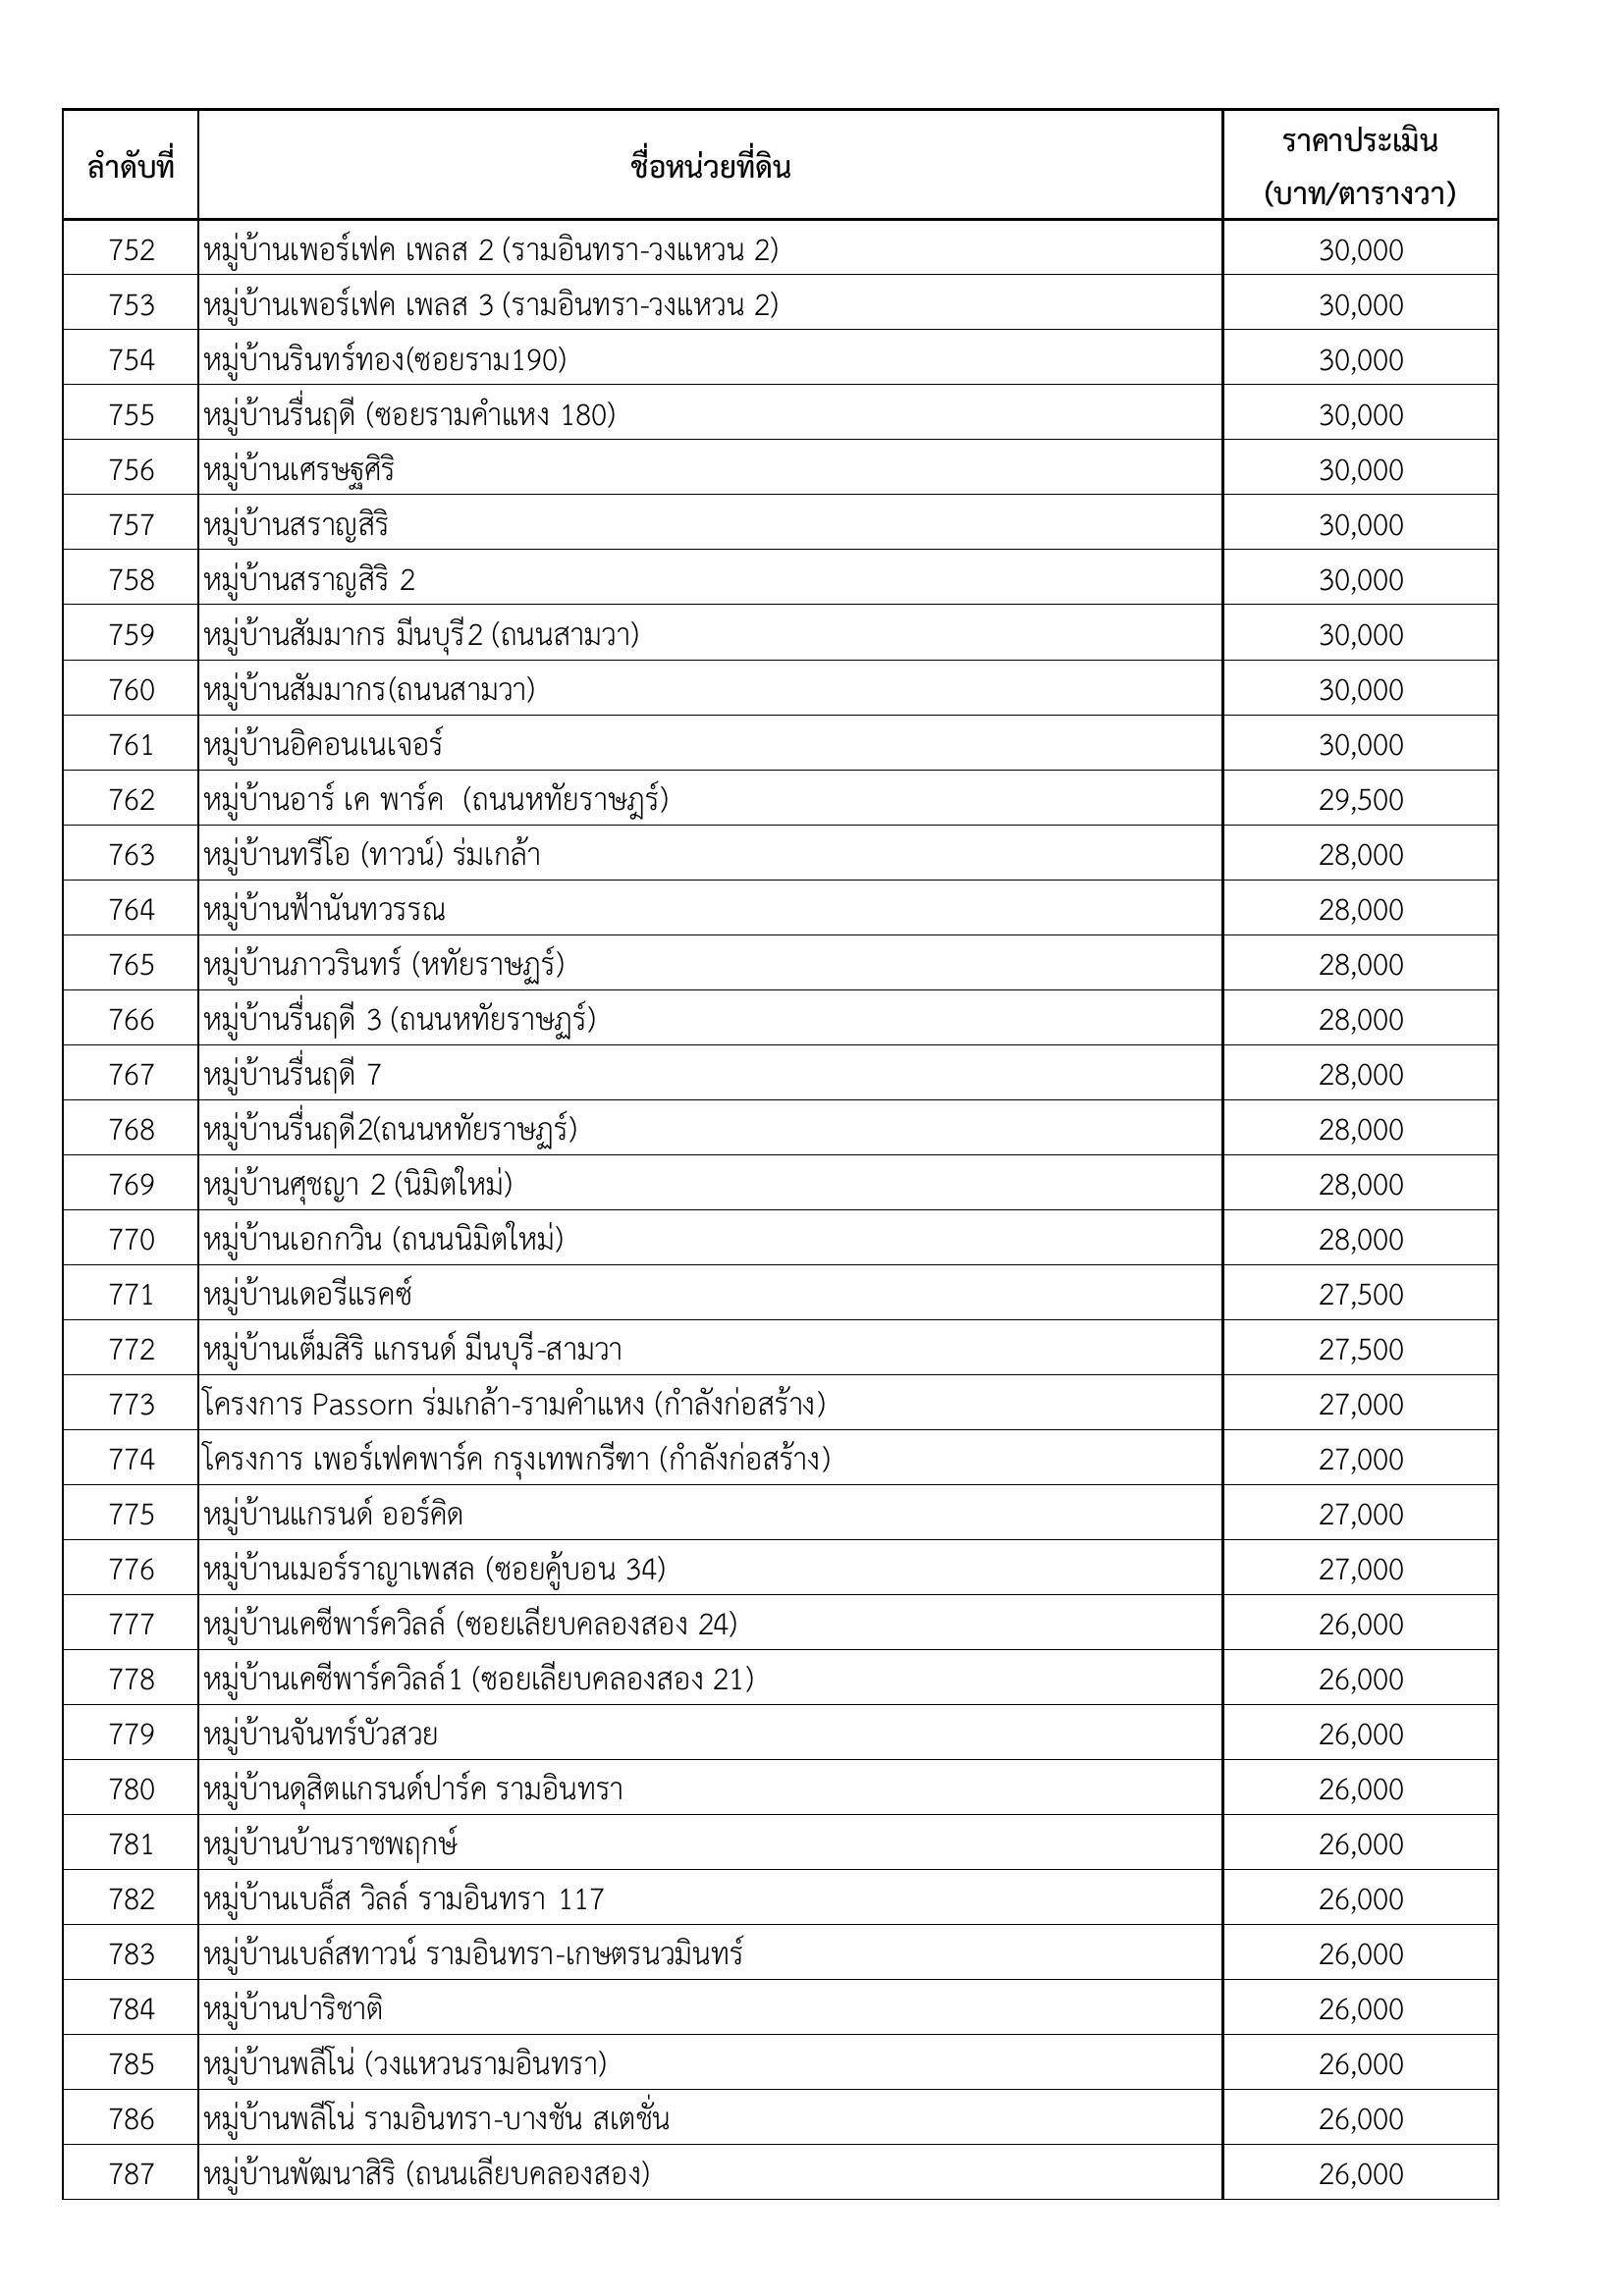 ลำดับที่ ชื่อหน่วยที่ดิน ราคาประเมิน
(บาท/ตารางวา)
752 หมู่บ้านเพอร์เฟค เพลส 2 (รามอินทรา-วงแหวน 2) 30,000
753 หมู่บ้านเพอร์เฟค เพลส 3 (รามอินทรา-วงแหวน 2) 30,000
754 หมู่บ้านรินทร์ทอง(ซอยราม190) 30,000
755 หมู่บ้านรื่นฤดี (ซอยรามคำแหง 180) 30,000
756 หมู่บ้านเศรษฐศิริ 30,000
757 หมู่บ้านสราญสิริ 30,000
758 หมู่บ้านสราญสิริ 2 30,000
759 หมู่บ้านสัมมากร มีนบุรี2 (ถนนสามวา) 30,000
760 หมู่บ้านสัมมากร(ถนนสามวา) 30,000
761 หมู่บ้านอิคอนเนเจอร์ 30,000
762 หมู่บ้านอาร์ เค พาร์ค  (ถนนหทัยราษฎร์) 29,500
763 หมู่บ้านทรีโอ (ทาวน์) ร่มเกล้า 28,000
764 หมู่บ้านฟ้านันทวรรณ 28,000
765 หมู่บ้านภาวรินทร์ (หทัยราษฏร์) 28,000
766 หมู่บ้านรื่นฤดี 3 (ถนนหทัยราษฏร์) 28,000
767 หมู่บ้านรื่นฤดี 7 28,000
768 หมู่บ้านรื่นฤดี2(ถนนหทัยราษฏร์) 28,000
769 หมู่บ้านศุชญา 2 (นิมิตใหม่) 28,000
770 หมู่บ้านเอกกวิน (ถนนนิมิตใหม่) 28,000
771 หมู่บ้านเดอรีแรคซ์ 27,500
772 หมู่บ้านเต็มสิริ แกรนด์ มีนบุรี-สามวา 27,500
773 โครงการ Passorn ร่มเกล้า-รามคำแหง (กำลังก่อสร้าง) 27,000
774 โครงการ เพอร์เฟคพาร์ค กรุงเทพกรีฑา (กำลังก่อสร้าง) 27,000
775 หมู่บ้านแกรนด์ ออร์คิด 27,000
776 หมู่บ้านเมอร์ราญาเพสล (ซอยคู้บอน 34) 27,000
777 หมู่บ้านเคซีพาร์ควิลล์ (ซอยเลียบคลองสอง 24) 26,000
778 หมู่บ้านเคซีพาร์ควิลล์1 (ซอยเลียบคลองสอง 21) 26,000
779 หมู่บ้านจันทร์บัวสวย 26,000
780 หมู่บ้านดุสิตแกรนด์ปาร์ค รามอินทรา 26,000
781 หมู่บ้านบ้านราชพฤกษ์ 26,000
782 หมู่บ้านเบล็ส วิลล์ รามอินทรา 117 26,000
783 หมู่บ้านเบล์สทาวน์ รามอินทรา-เกษตรนวมินทร์ 26,000
784 หมู่บ้านปาริชาติ 26,000
785 หมู่บ้านพลีโน่ (วงแหวนรามอินทรา) 26,000
786 หมู่บ้านพลีโน่ รามอินทรา-บางชัน สเตชั่น 26,000
787 หมู่บ้านพัฒนาสิริ (ถนนเลียบคลองสอง) 26,000